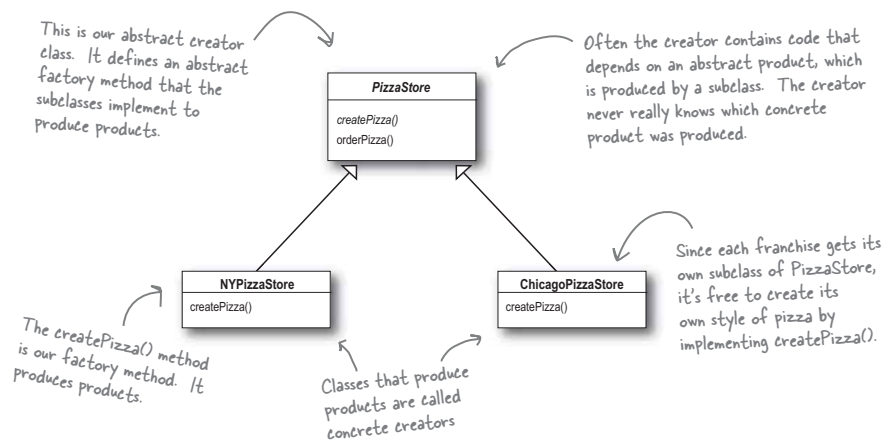 This is our abstract creator
class. It defines an abstract
factory method that the
subclasses implement to
produce products.
Often the creator contains code that
depends on an abstract product, which
is produced by a subclass. The creator
never really knows which concrete
product was produced.
PizzaStore
createPizza()
orderPizza()
NYPizzaStore
createPizza()
ChicagoPizzaStore
createPizza()
Since each franchise gets its
own subclass of PizzaStore,
it's free to create its
own style of pizza by
implementing createPizza().
The createPizza() method
is our factory method. It
produces products.
Classes that produce
products are called
concrete creators